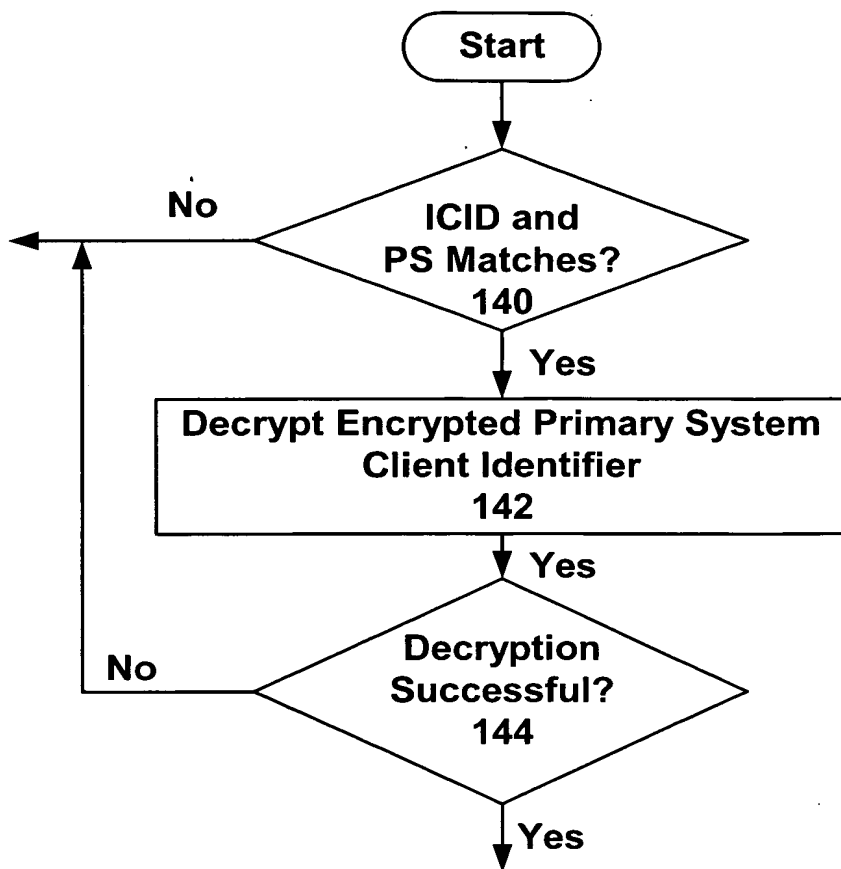 Start
No
ICID and
PS Matches?
140
Yes
Decrypt Encrypted Primary System
Client Identifier
142
Yes
Decryption
Successful?
144
No
Yes